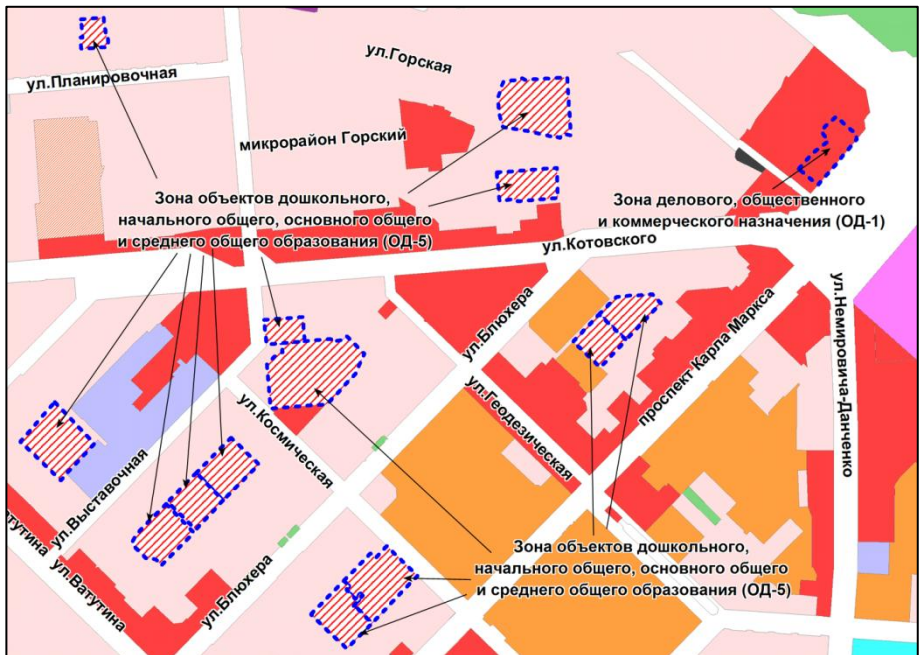 ул.Горская
ул.Планировочная
микрорайон Горский
Зона объектов дошкольного,
начального общего, основного общего
и среднего общего образования (ОД-5)
Зона делового, общественного
и коммерческого назначения (ОД-1)
ул.Котовского
ул.Блюхера
проспект Карла Маркса
ул.Немировича-Данченко
ул.Геодезическая
ул.Космическая
ул.Выставочная
атутина
ул.Ватутина
ул.Блюхера
Зона объектов дошкольного,
начального общего, основного общего
и среднего общего образования (ОД-5)